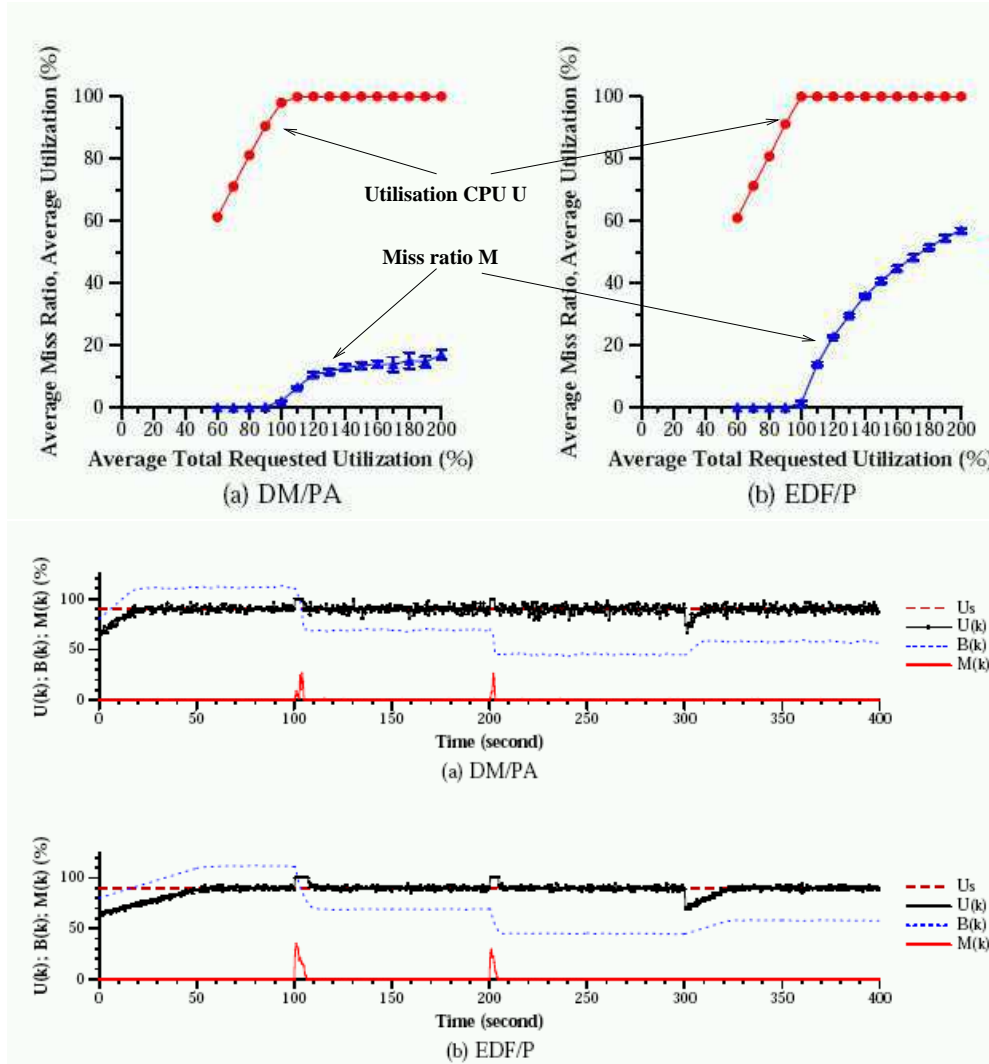 Average Miss Ratio, Average Utilization (%)
100
80
60
40
20
0
0 20 40 60 80 100 120 140 160 180 200
Average Total Requested Utilization (%)
(a) DM/PA
Utilisation CPU U
Miss ratio M
Average Miss Ratio, Average Utilization (%)
100
80
60
40
20
0
0 20 40 60 80 100 120 140 160 180 200
Average Total Requested Utilization (%)
(b) EDF/P
U(k); B(k); M(k) (%)
100
50
0
0 50 100 150 200 250 300 350 400
Time (second)
(a) DM/PA
Us
U(k)
B(k)
M(k)
U(k); B(k); M(k) (%)
100
50
0
0 50 100 150 200 250 300 350 400
Time (second)
(b) EDF/P
Us
U(k)
B(k)
M(k)